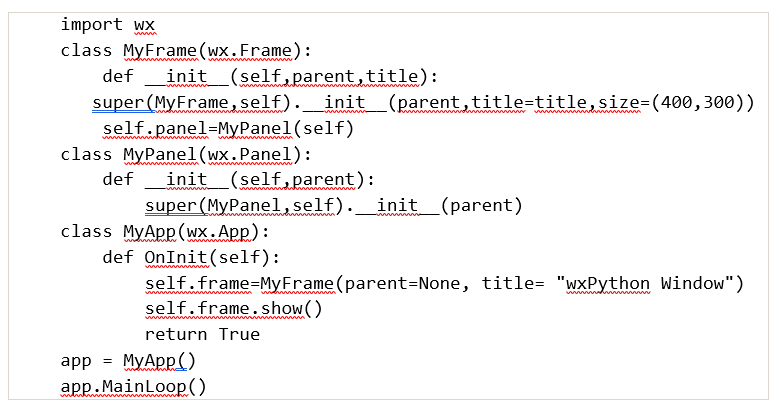 import wx
class MyFrame(wx.Frame):
def __init__(self,parent,title):
super(MyFrame,self).__init__(parent,title=title,size=(400,300))
self.panel=MyPanel(self)
class MyPanel(wx.Panel):
def __init__(self,parent):
super(MyPanel,self).__init__(parent)
class MyApp(wx.App):
def OnInit(self):
self.frame=MyFrame(parent=None, title= "wxPython Window")
self.frame.show()
return True
app = MyApp()
app.MainLoop()